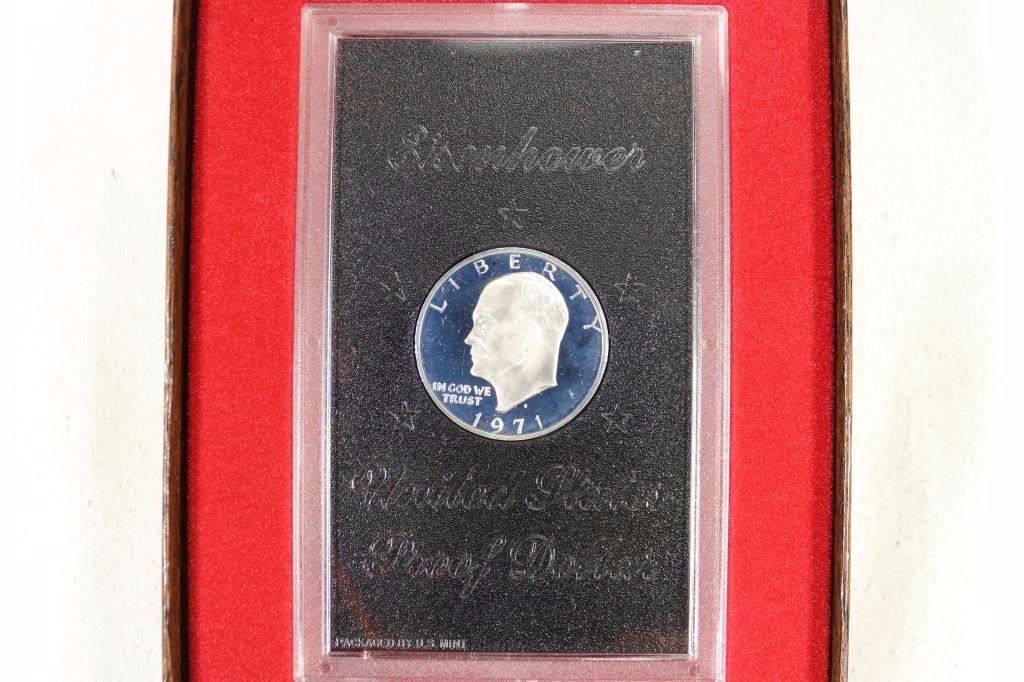 Eisenhower
LIBERTY
IN GOD WE
TRUST
1971
United States
Proof Dollar
PACKAGED BY U.S. MINT